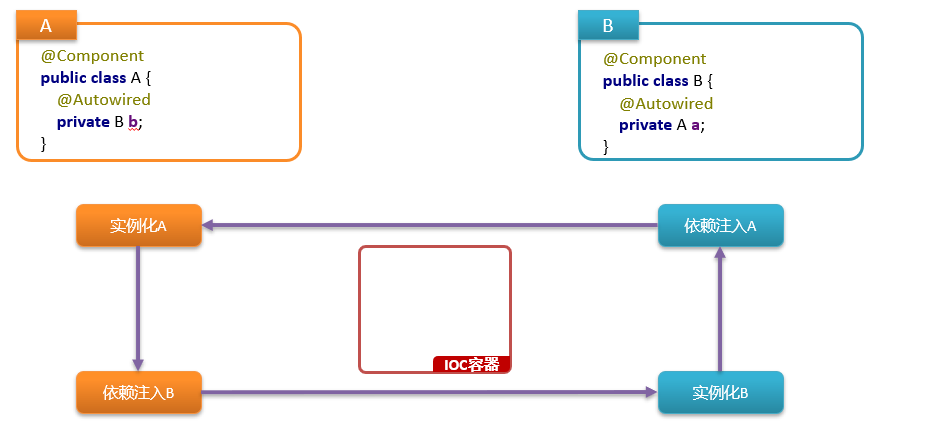 A
@Component
public class A {
@Autowired
private B b;
}
B
@Component
public class B {
@Autowired
private A a;
}
实例化A
依赖注入A
IOC容器
依赖注入B
实例化B